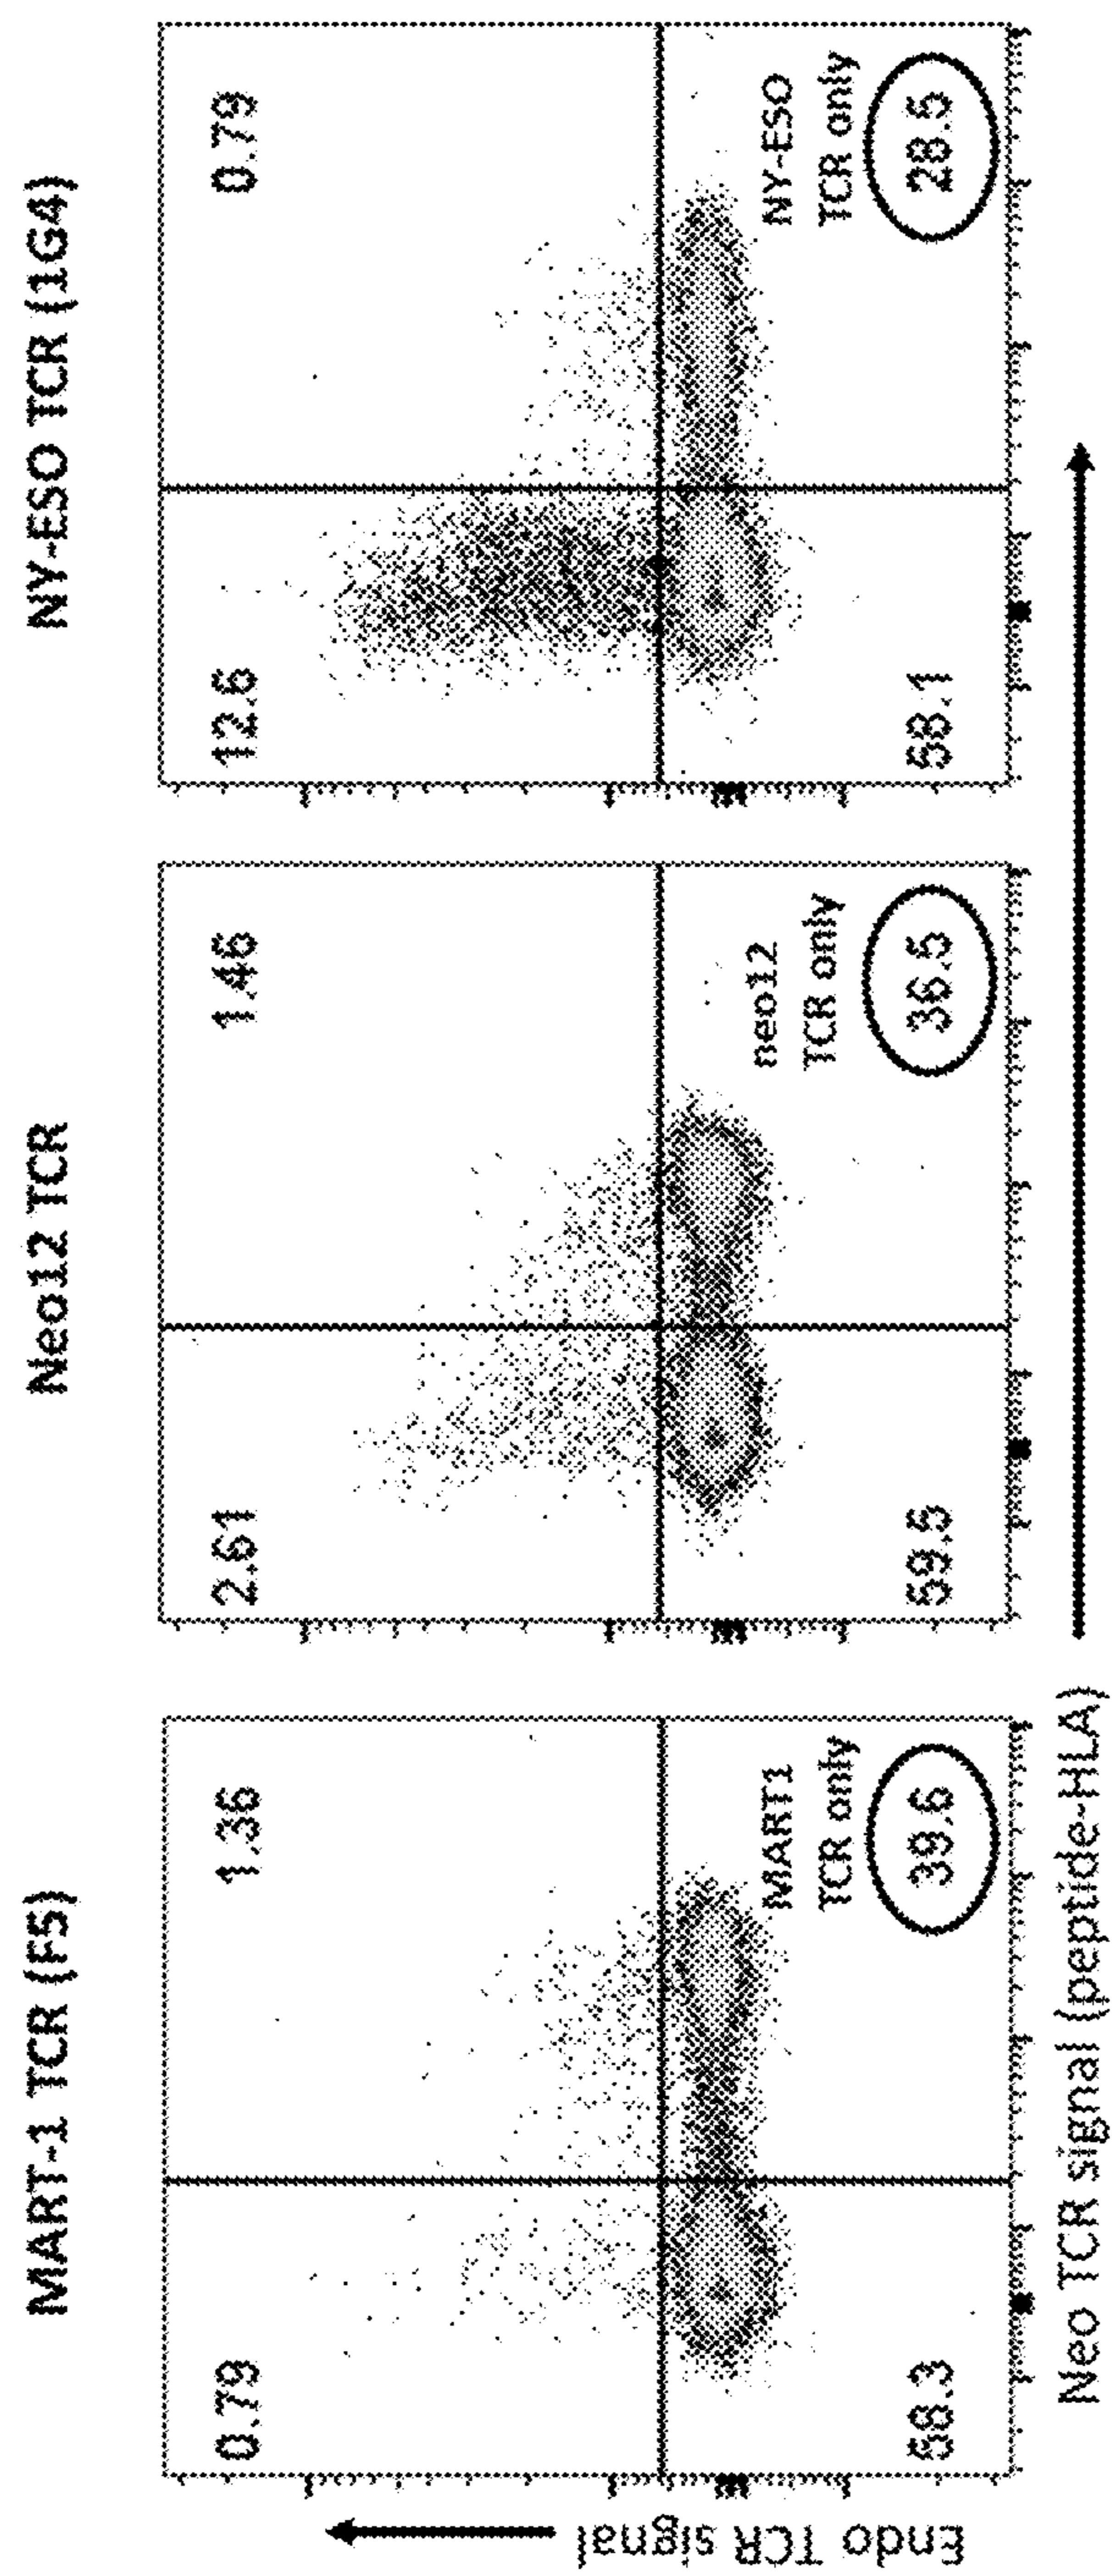 MART-1 TCR (F5)
Neo12 TCR
NY-ESO TCR (1G4)
Endo TCR signal
0.79
1.36
58.3
MART1
TCR only
39.6
2.61
1.46
59.5
neo12
TCR only
36.5
12.6
0.79
58.1
NY-ESO
TCR only
28.5
Neo TCR signal (peptide-HLA)